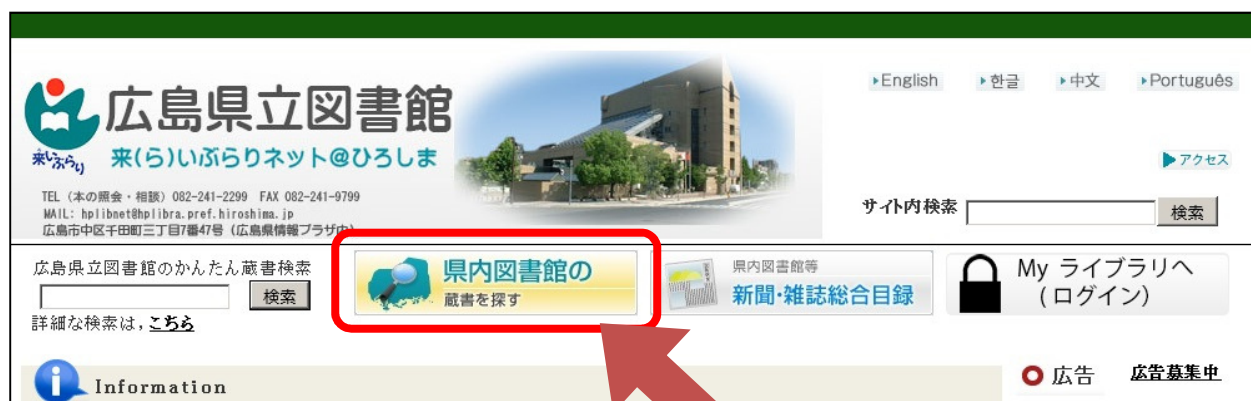 English
한글
中文
Português
広島県立図書館
来(ら)いぶらりネット@ひろしま
来いぶらり
アクセス
TEL (本の照会・相談) 082-241-2299 FAX 082-241-9799
MAIL: hplibnet@hplibra.pref.hiroshima.jp
広島市中区千田町三丁目7番47号 (広島県情報プラザ内)
サイト内検索
検索
広島県立図書館のかんたん蔵書検索
検索
詳細な検索は，こちら
県内図書館の
蔵書を探す
県内図書館等
新聞・雑誌総合目録
My ライブラリへ
(ログイン)
Information
広告
広告募集中